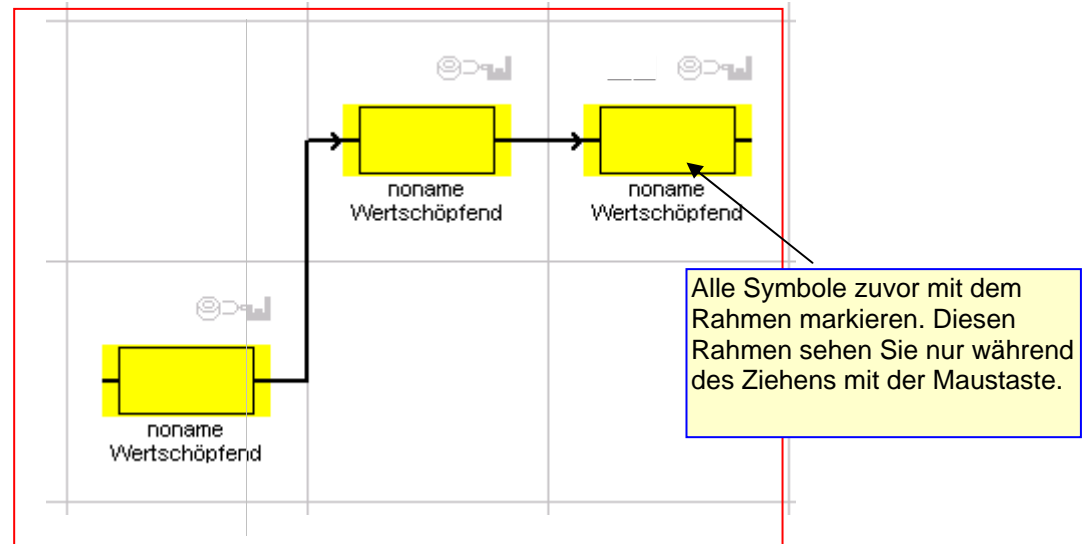 noname
Wertschöpfend
noname
Wertschöpfend
Alle Symbole zuvor mit dem
Rahmen markieren. Diesen
Rahmen sehen Sie nur während
des Ziehens mit der Maustaste.
noname
Wertschöpfend